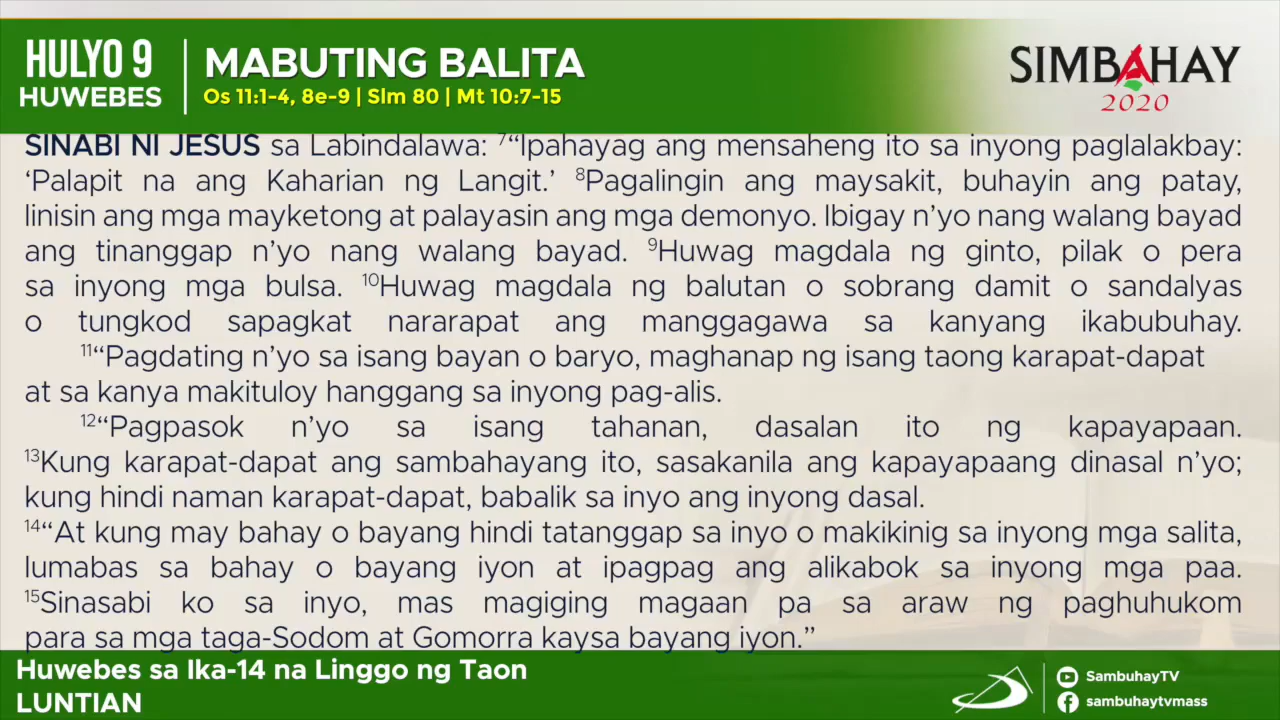 HULYO 9
HUWEBES
MABUTING BALITA
Os 11:1-4, 8e-9 | Slm 80 | Mt 10:7-15
SIMBAHAY
2020
SINABI NI JESUS sa Labindalawa: ⁷“Ipahayag ang mensaheng ito sa inyong paglalakbay:
‘Palapit na ang Kaharian ng Langit.’ ⁸Pagalingin ang maysakit, buhayin ang patay,
linisin ang mga mayketong at palayasin ang mga demonyo. Ibigay n’yo nang walang bayad
ang tinanggap n’yo nang walang bayad. ⁹Huwag magdala ng ginto, pilak o pera
sa inyong mga bulsa. ¹⁰Huwag magdala ng balutan o sobrang damit o sandalyas
o tungkod sapagkat nararapat ang manggagawa sa kanyang ikabubuhay.
¹¹“Pagdating n’yo sa isang bayan o baryo, maghanap ng isang taong karapat-dapat
at sa kanya makituloy hanggang sa inyong pag-alis.
¹²“Pagpasok n’yo sa isang tahanan, dasalan ito ng kapayapaan.
¹³Kung karapat-dapat ang sambahayang ito, sasakanila ang kapayapaang dinasal n’yo;
kung hindi naman karapat-dapat, babalik sa inyo ang inyong dasal.
¹⁴“At kung may bahay o bayang hindi tatanggap sa inyo o makikinig sa inyong mga salita,
lumabas sa bahay o bayang iyon at ipagpag ang alikabok sa inyong mga paa.
¹⁵Sinasabi ko sa inyo, mas magiging magaan pa sa araw ng paghuhukom
para sa mga taga-Sodom at Gomorra kaysa bayang iyon.”
Huwebes sa Ika-14 na Linggo ng Taon
LUNTIAN
SambuhayTV
sambuhaytvmass